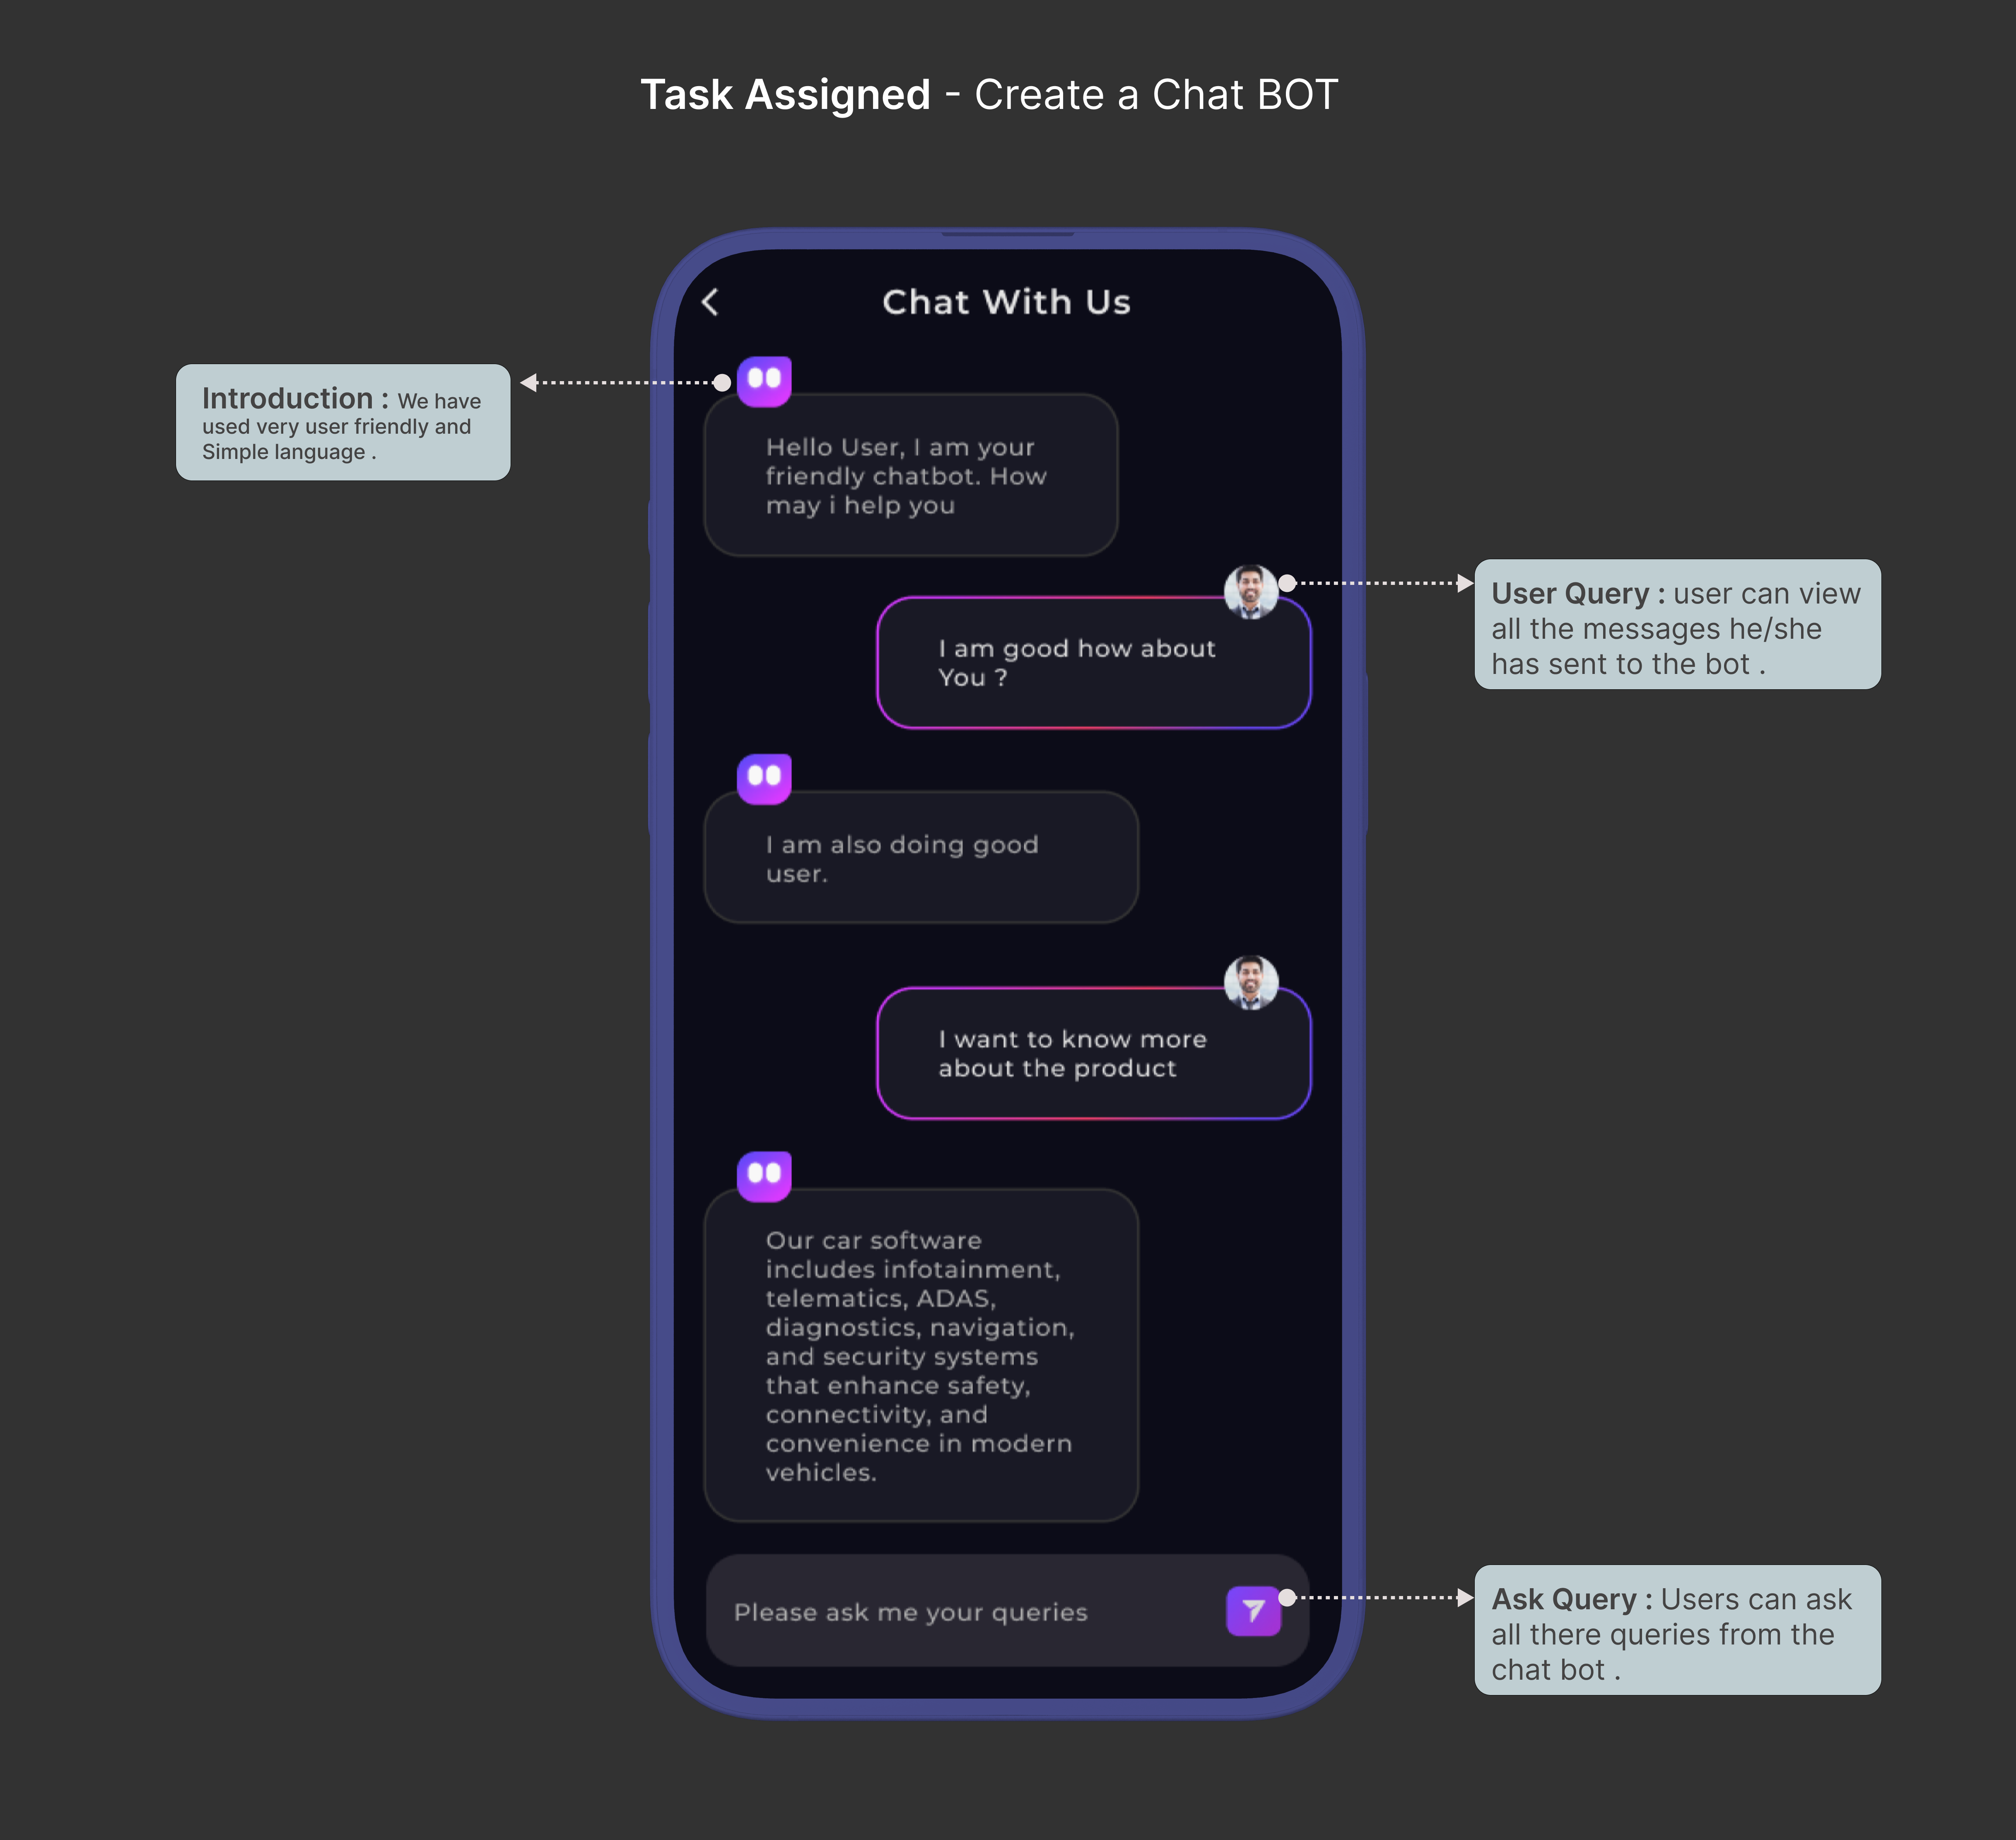 Task Assigned - Create a Chat BOT
Chat With Us
Introduction : We have
used very user friendly and
Simple language .
Hello User, I am your
friendly chatbot. How
may i help you
User Query : user can view
all the messages he/she
has sent to the bot .
I am good how about
You ?
I am also doing good
user.
I want to know more
about the product
Our car software
includes infotainment,
telematics, ADAS,
diagnostics, navigation,
and security systems
that enhance safety,
connectivity, and
convenience in modern
vehicles.
Please ask me your queries
Ask Query : Users can ask
all there queries from the
chat bot .